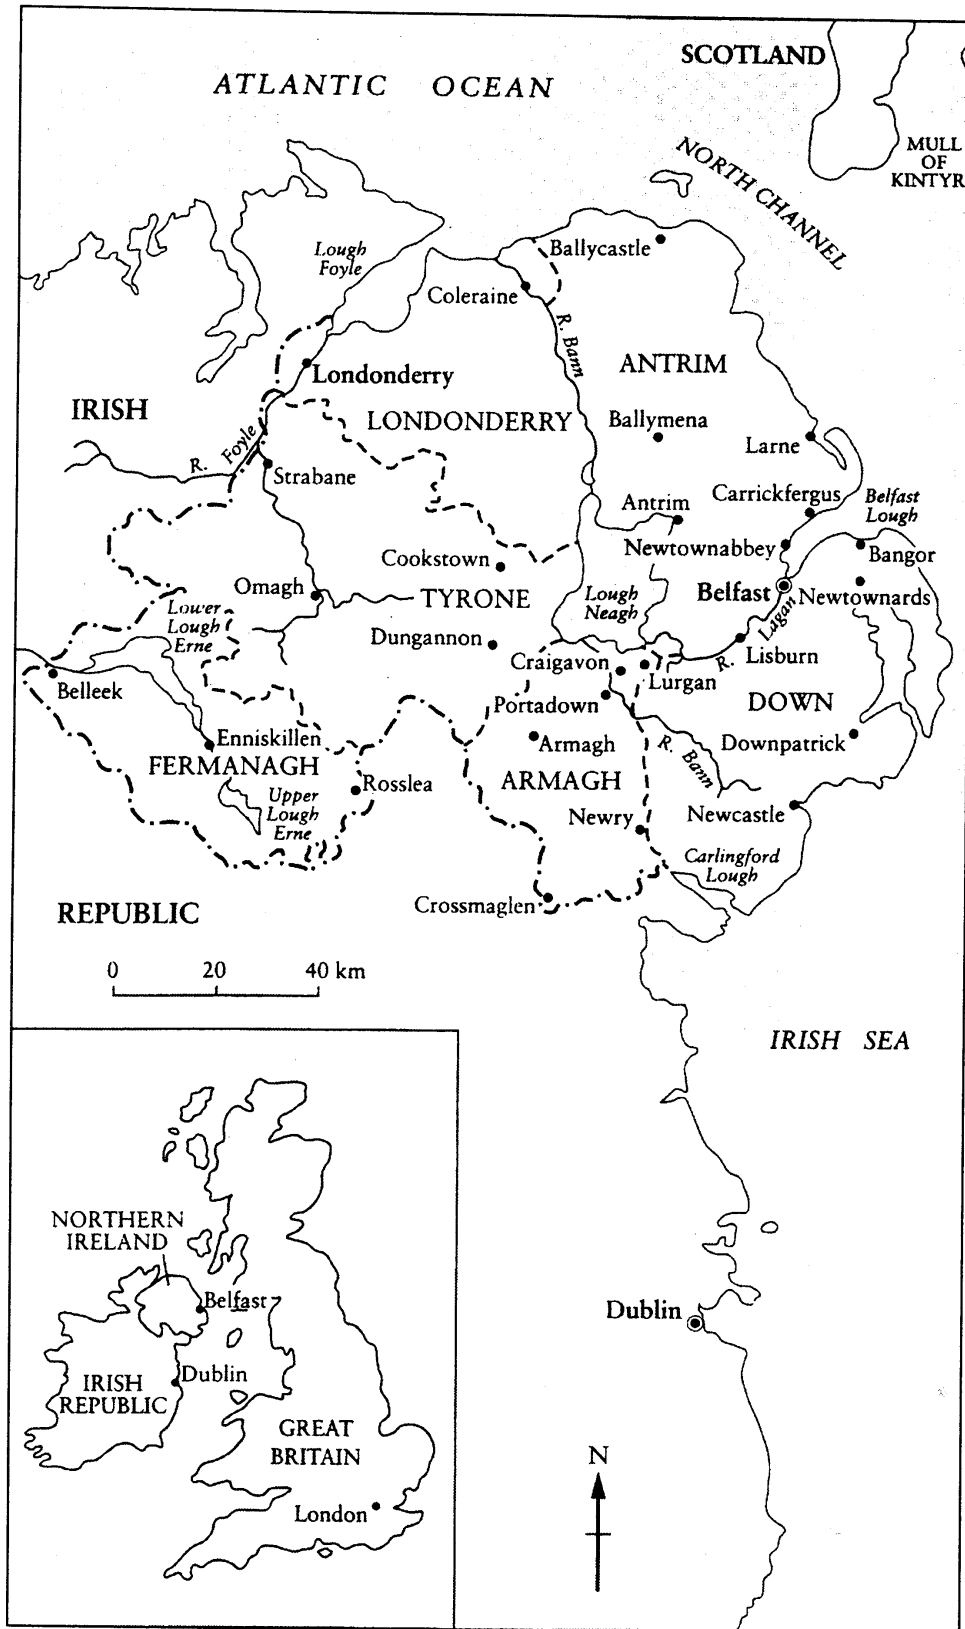 SCOTLAND
ATLANTIC OCEAN
MULL
OF
KINTYR
NORTH CHANNEL
Ballycastle
Lough
Foyle
Coleraine
R. Bann
ANTRIM
Londonderry
IRISH
LONDONDERRY
Ballymena
Larne
R. Foyle
Strabane
Carrickfergus
Belfast
Lough
Antrim
Newtownabbey
Bangor
Cookstown
Omagh
TYRONE
Lough
Neagh
Belfast
Newtownards
Lower
Lough
Erne
R. Lagan
Dungannon
Craigavon
Lisburn
Lurgan
Belleek
Portadown
DOWN
Enniskillen
Armagh
R. Bann
Downpatrick
FERMANAGH
Rosslea
ARMAGH
Upper
Lough
Erne
Newry
Newcastle
Carlingford
Lough
Crossmaglen
REPUBLIC
0 20 40 km
IRISH SEA
NORTHERN
IRELAND
Belfast
Dublin
Dublin
IRISH
REPUBLIC
GREAT
BRITAIN
N
London